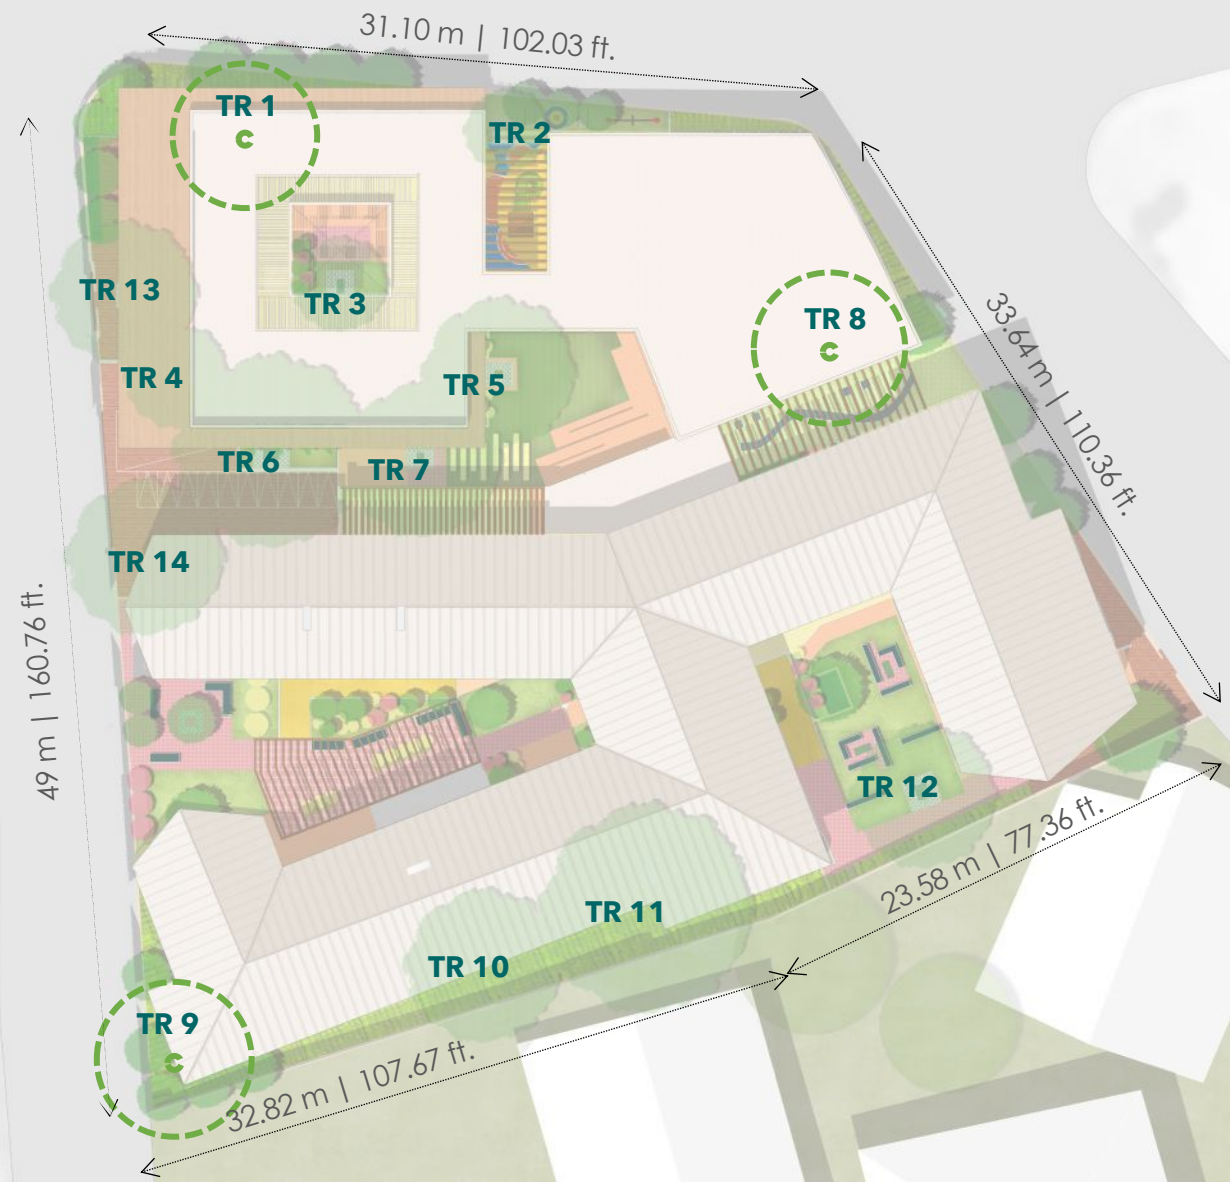 31.10 m | 102.03 ft.
TR 1
TR 2
TR 13
TR 3
TR 8
33.64 m | 110.36 ft.
TR 4
TR 5
TR 6
TR 7
TR 14
49 m | 160.76 ft.
TR 12
23.58 m | 77.36 ft.
TR 11
TR 10
TR 9
32.82 m | 107.67 ft.